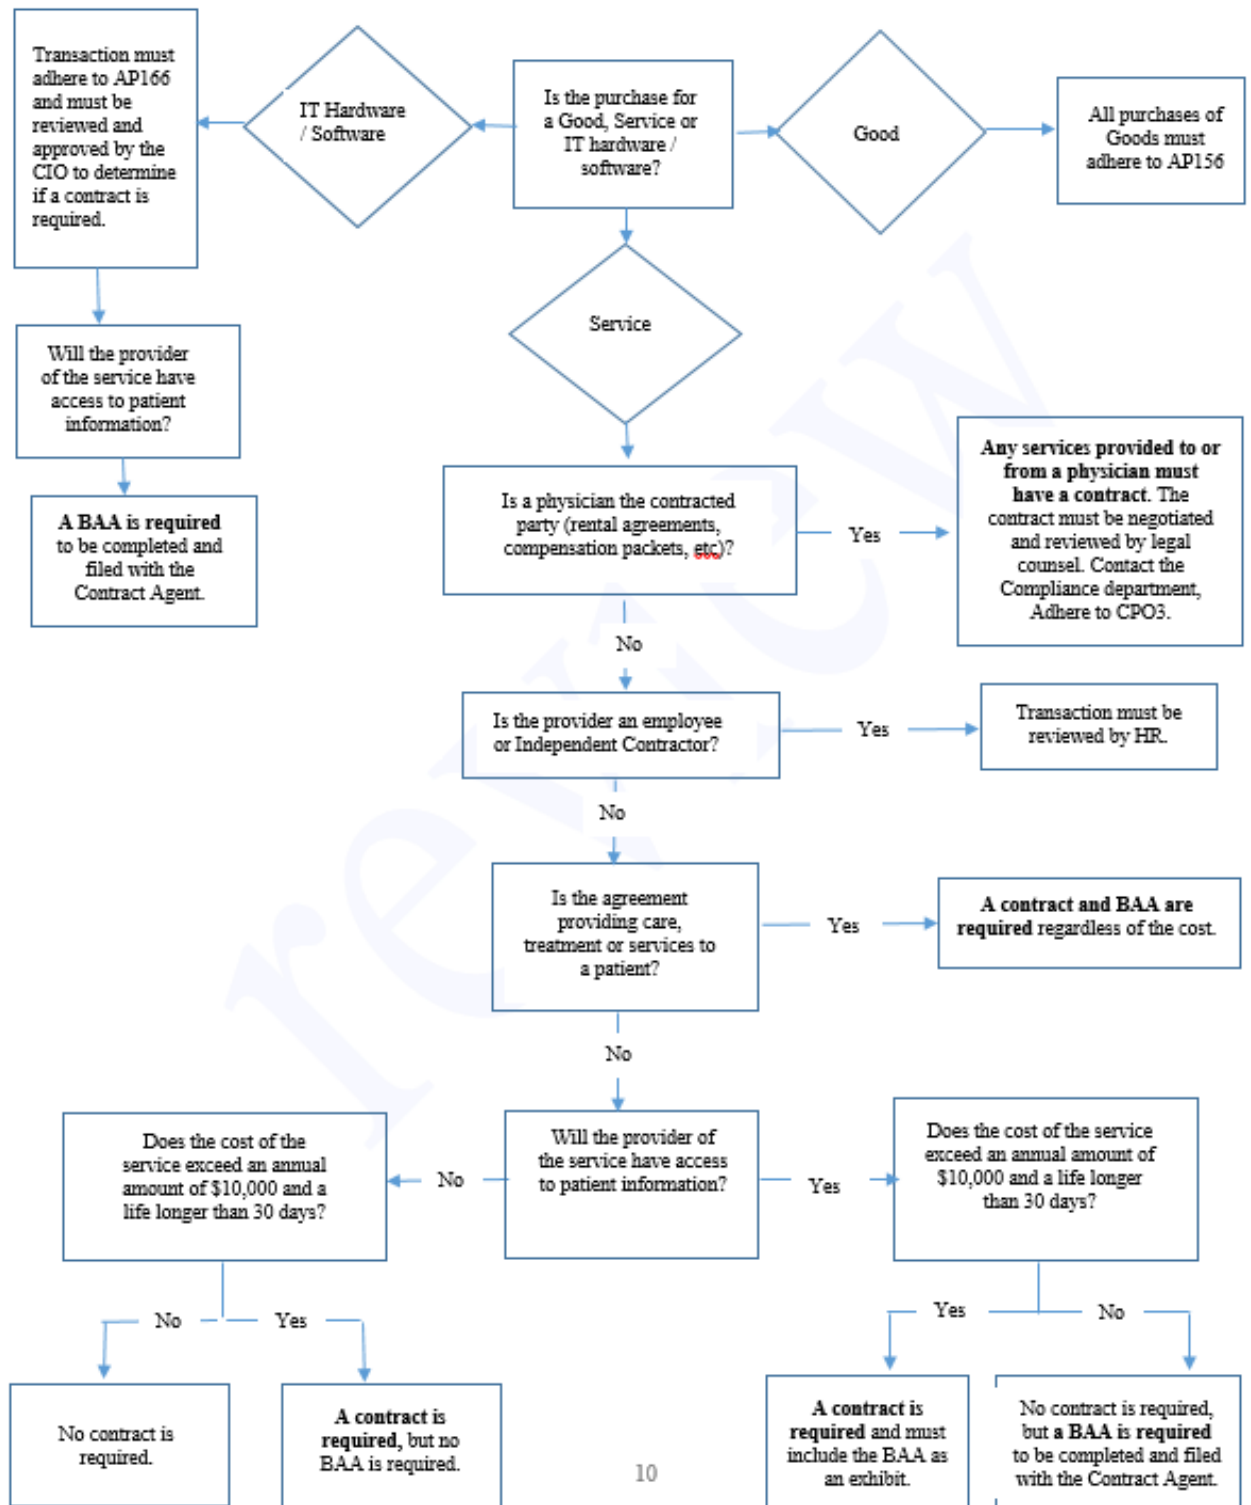 Transaction must
adhere to AP166
and must be
reviewed and
approved by the
CIO to determine
if a contract is
required.
IT Hardware
/ Software
Is the purchase for
a Good, Service or
IT hardware /
software?
Good
All purchases of
Goods must
adhere to AP156
Service
Will the provider
of the service have
access to patient
information?
A BAA is required
to be completed and
filed with the
Contract Agent.
Is a physician the contracted
party (rental agreements,
compensation packets, etc)?
Yes
Any services provided to or
from a physician must
have a contract. The
contract must be negotiated
and reviewed by legal
counsel. Contact the
Compliance department,
Adhere to CPO3.
No
Is the provider an employee
or Independent Contractor?
Yes
Transaction must be
reviewed by HR.
No
Is the agreement
providing care,
treatment or services to
a patient?
Yes
A contract and BAA are
required regardless of the cost.
No
Does the cost of the
service exceed an annual
amount of $10,000 and a
life longer than 30 days?
No
Will the provider of
the service have access
to patient information?
Yes
Does the cost of the service
exceed an annual amount of
$10,000 and a life longer
than 30 days?
No
Yes
Yes
No
No contract is
required.
A contract is
required, but no
BAA is required.
A contract is
required and must
include the BAA as
an exhibit.
No contract is required,
but a BAA is required
to be completed and filed
with the Contract Agent.
10
review